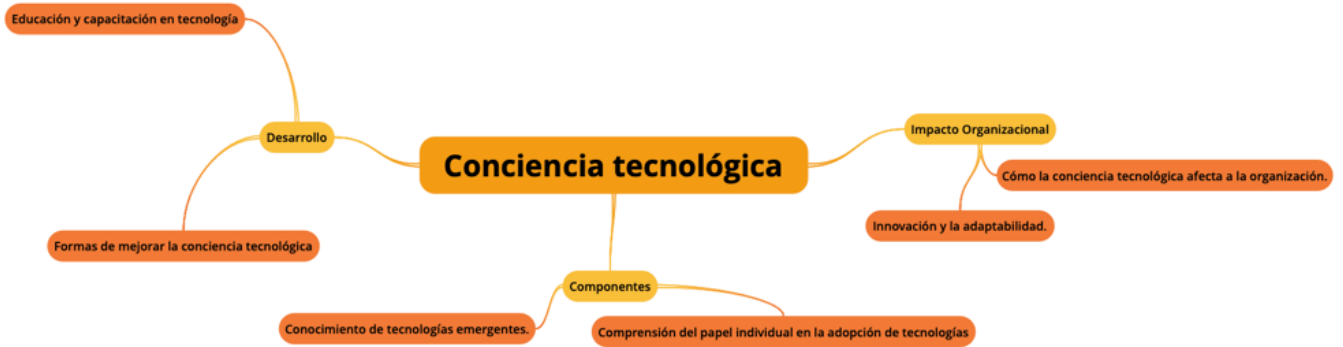 Educación y capacitación en tecnología
Desarrollo
Formas de mejorar la conciencia tecnológica
Conciencia tecnológica
Impacto Organizacional
Cómo la conciencia tecnológica afecta a la organización.
Innovación y la adaptabilidad.
Componentes
Conocimiento de tecnologías emergentes.
Comprensión del papel individual en la adopción de tecnologías